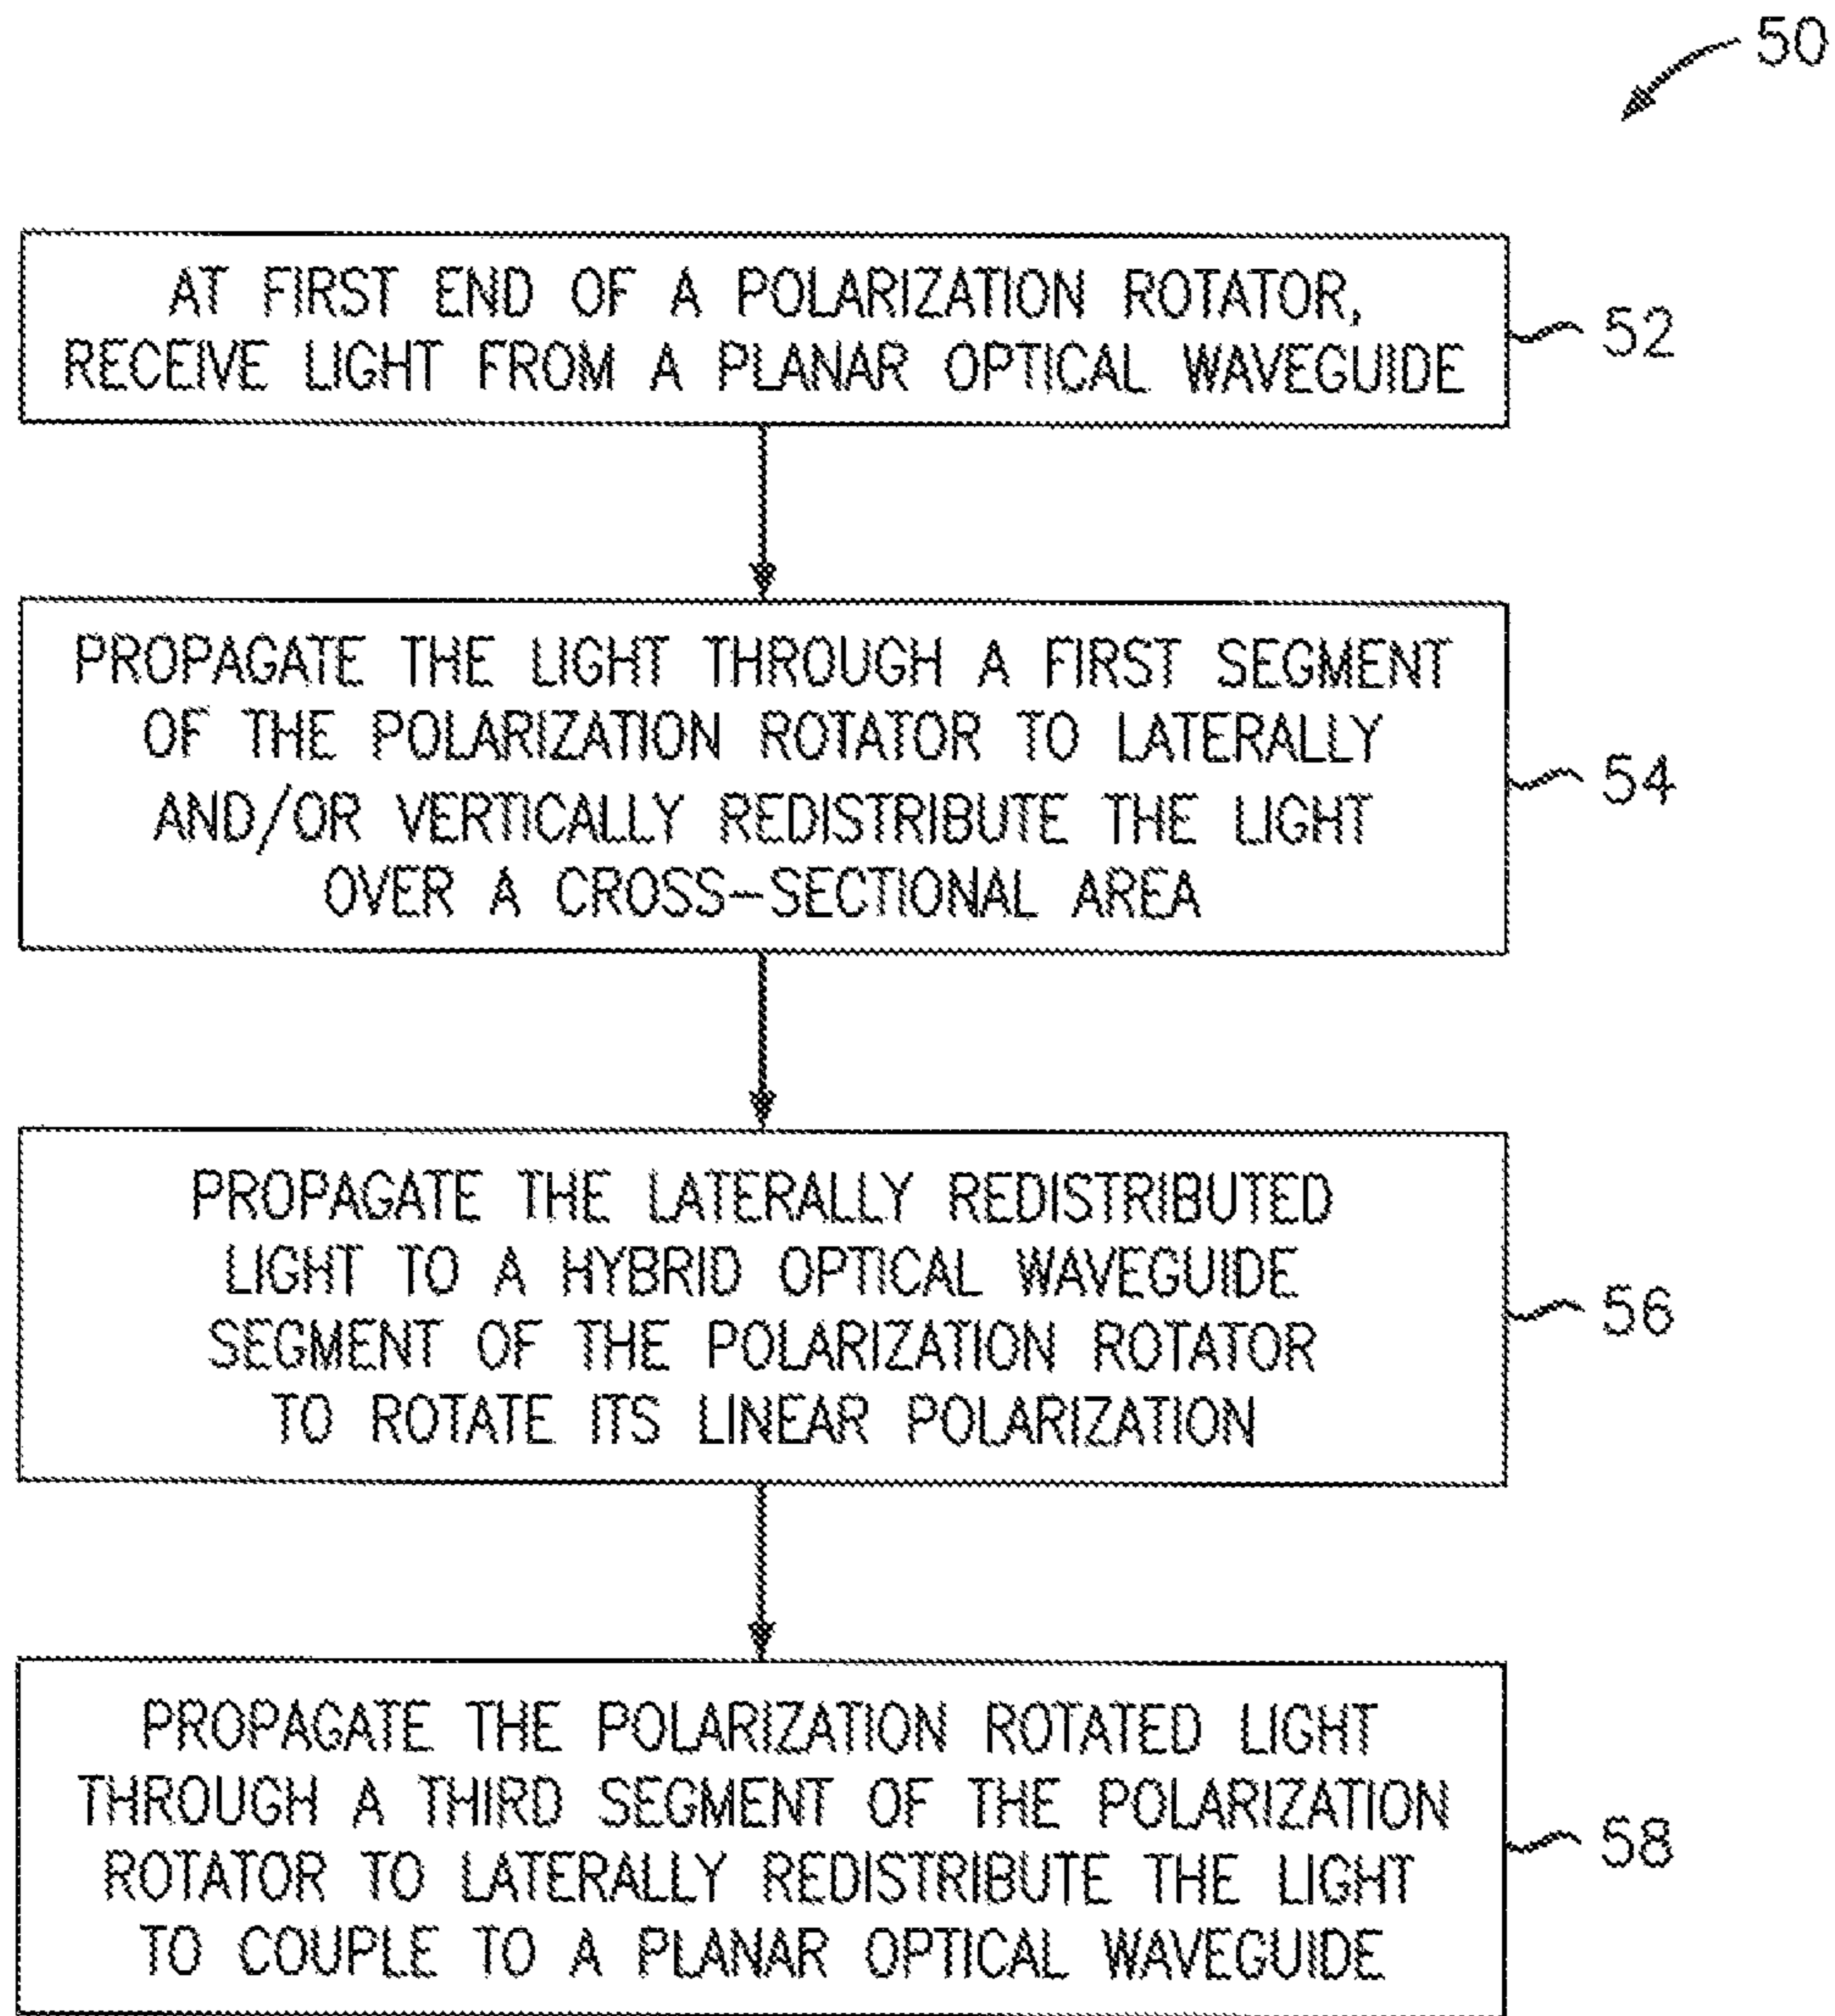 50
AT FIRST END OF A POLARIZATION ROTATOR,
RECEIVE LIGHT FROM A PLANAR OPTICAL WAVEGUIDE
52
PROPAGATE THE LIGHT THROUGH A FIRST SEGMENT
OF THE POLARIZATION ROTATOR TO LATERALLY
AND/OR VERTICALLY REDISTRIBUTE THE LIGHT
OVER A CROSS-SECTIONAL AREA
54
PROPAGATE THE LATERALLY REDISTRIBUTED
LIGHT TO A HYBRID OPTICAL WAVEGUIDE
SEGMENT OF THE POLARIZATION ROTATOR
TO ROTATE ITS LINEAR POLARIZATION
56
PROPAGATE THE POLARIZATION ROTATED LIGHT
THROUGH A THIRD SEGMENT OF THE POLARIZATION
ROTATOR TO LATERALLY REDISTRIBUTE THE LIGHT
TO COUPLE TO A PLANAR OPTICAL WAVEGUIDE
58